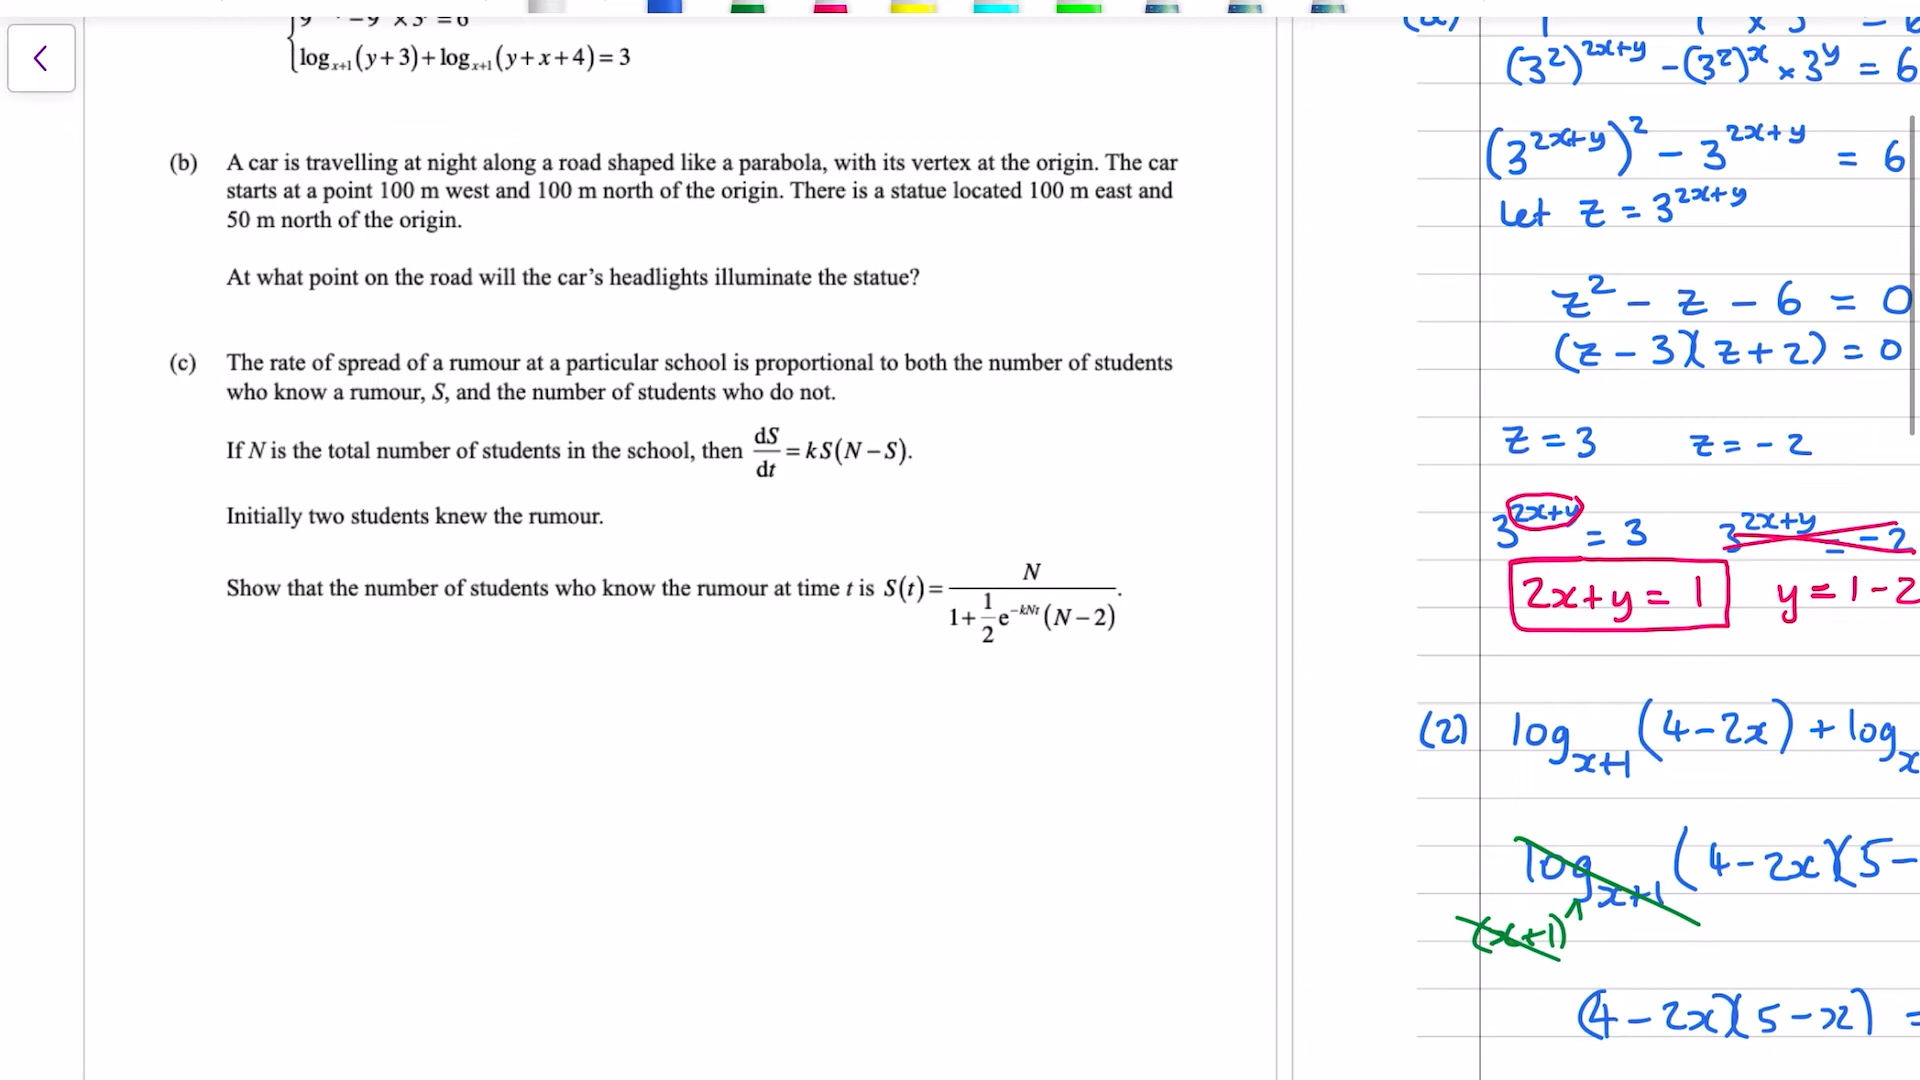 log_{x+1}(y+3)+log_{x+1}(y+x+4)=3
(b) A car is travelling at night along a road shaped like a parabola, with its vertex at the origin. The car
starts at a point 100 m west and 100 m north of the origin. There is a statue located 100 m east and
50 m north of the origin.
At what point on the road will the car's headlights illuminate the statue?
(c) The rate of spread of a rumour at a particular school is proportional to both the number of students
who know a rumour, S, and the number of students who do not.
If N is the total number of students in the school, then dS/dt = kS(N−S).
Initially two students knew the rumour.
Show that the number of students who know the rumour at time t is S(t)= N/(1+1/2 e^{-kNt}(N−2)).
(3²)^{2x+y} − (3²)^x × 3^y = 6
(3^{2x+y})² − 3^{2x+y} = 6
Let z = 3^{2x+y}
z² − z − 6 = 0
(z − 3)(z + 2) = 0
z = 3 z = − 2
3^{2x+y} = 3 3^{2x+y} = −2
2x+y = 1 y = 1 − 2
(2) log_{x+1} (4−2x) + log_x
log_{x+1} (4−2x)(5−
(x+1)
(4−2x)(5−x) =